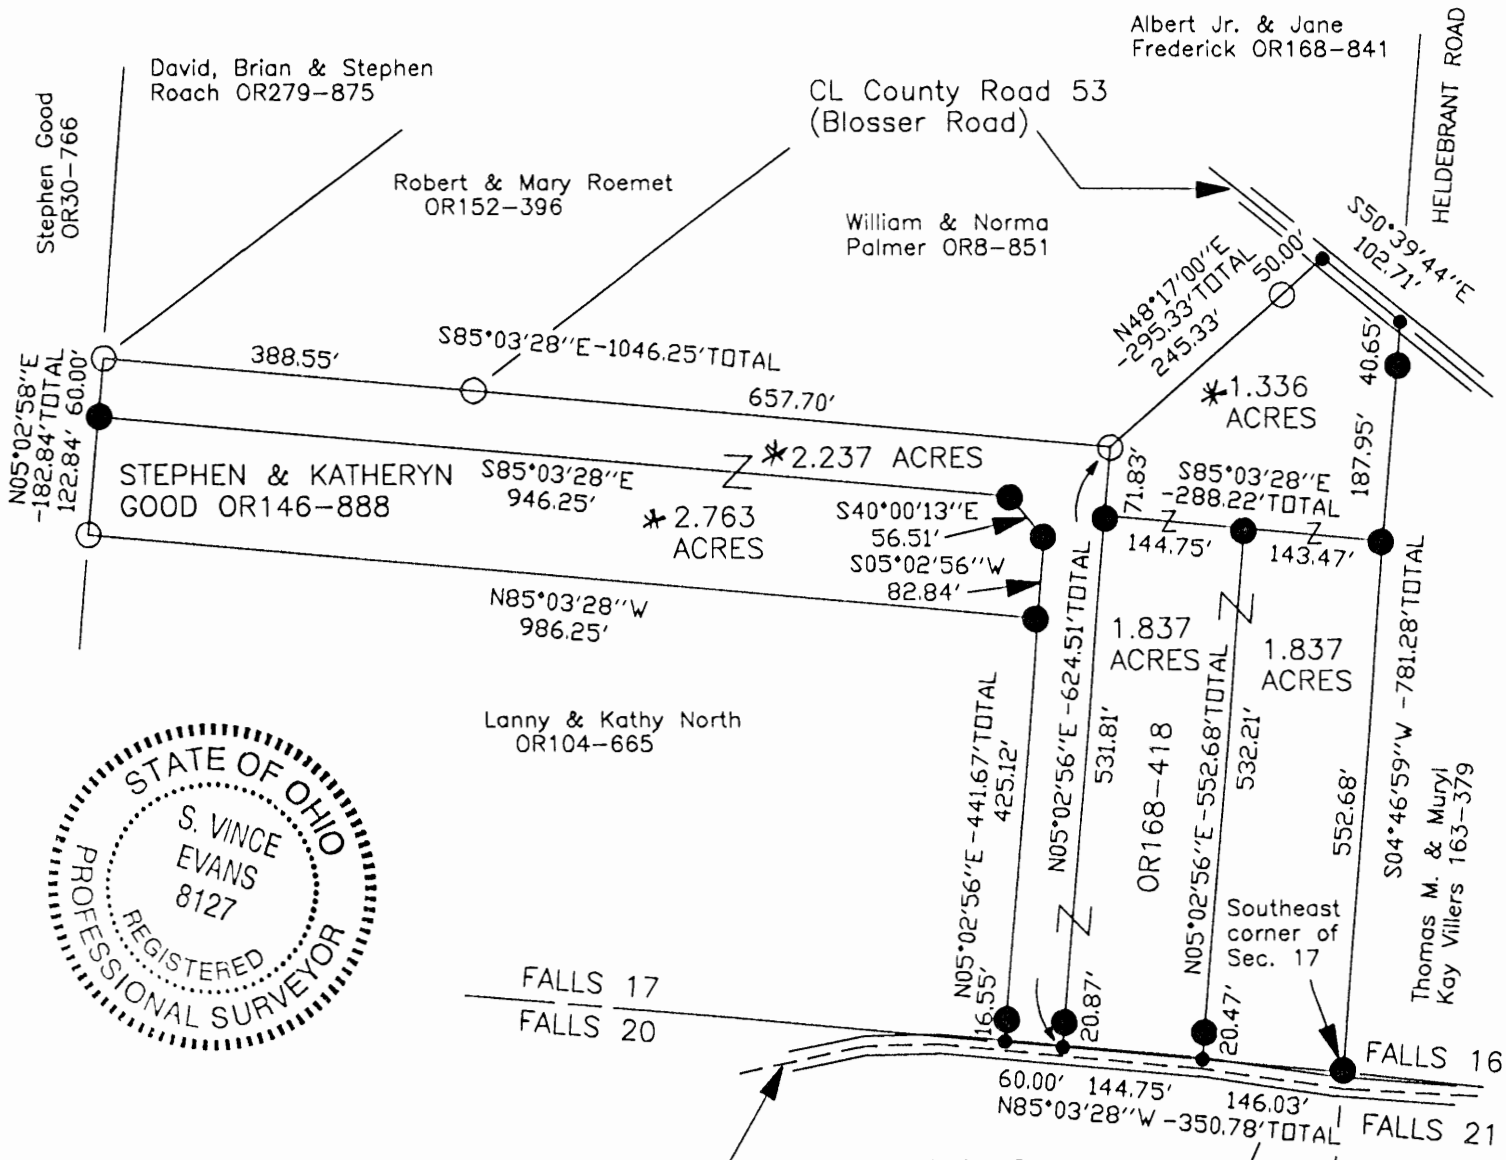 Albert Jr. & Jane
Frederick OR168-841
HELDEBRANT ROAD
David, Brian & Stephen
Roach OR279-875
Stephen Good
OR30-766
CL County Road 53
(Blosser Road)
Robert & Mary Roemet
OR152-396
William & Norma
Palmer OR8-851
S50°39'44"E
102.71'
N48°17'00"E
-295.33'TOTAL
245.33'
50.00'
40.65'
187.95'
*1.336
ACRES
S85°03'28"E-1046.25'TOTAL
388.55'
657.70'
N05°02'58"E
-182.84'TOTAL
122.84' 60.00'
STEPHEN & KATHERYN
GOOD OR146-888
S85°03'28"E
946.25'
*2.237 ACRES
*2.763
ACRES
S40°00'13"E
56.51'
S05°02'56"W
82.84'
71.83'
S85°03'28"E
-288.22'TOTAL
144.75'
143.47'
N85°03'28"W
986.25'
1.837
ACRES
1.837
ACRES
Lanny & Kathy North
OR104-665
N05°02'56"E -441.67'TOTAL
425.12'
16.55'
N05°02'56"E -624.51'TOTAL
531.81'
20.87'
OR168-418
N05°02'56"E -552.68'TOTAL
532.21'
20.47'
552.68'
S04°46'59"W -781.28'TOTAL
Thomas M. & Muryl
Kay Villers 163-379
Southeast
corner of
Sec. 17
STATE OF OHIO
S. VINCE
EVANS
8127
REGISTERED
PROFESSIONAL SURVEYOR
FALLS 17
FALLS 20
FALLS 16
FALLS 21
60.00' 144.75' 146.03'
N85°03'28"W -350.78'TOTAL